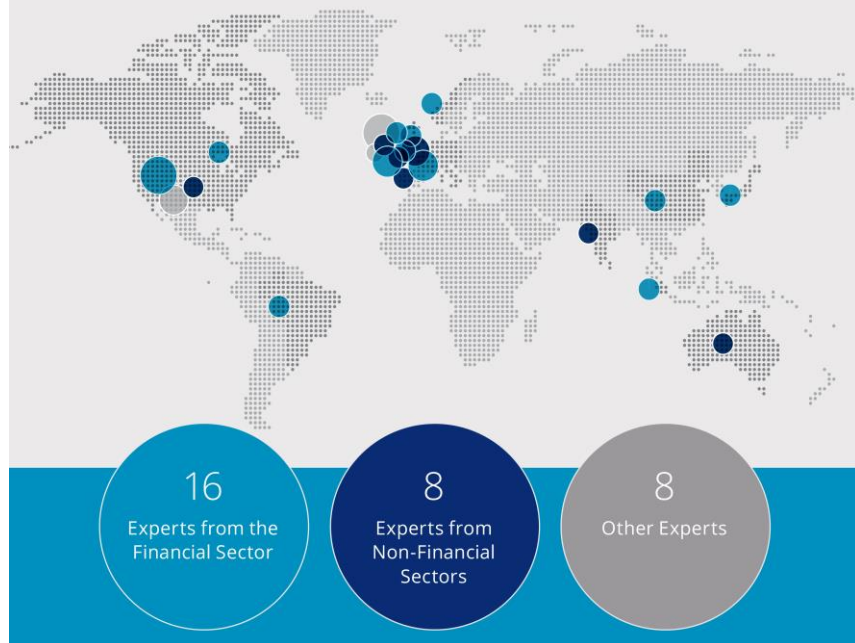 16
Experts from the
Financial Sector
8
Experts from
Non-Financial
Sectors
8
Other Experts